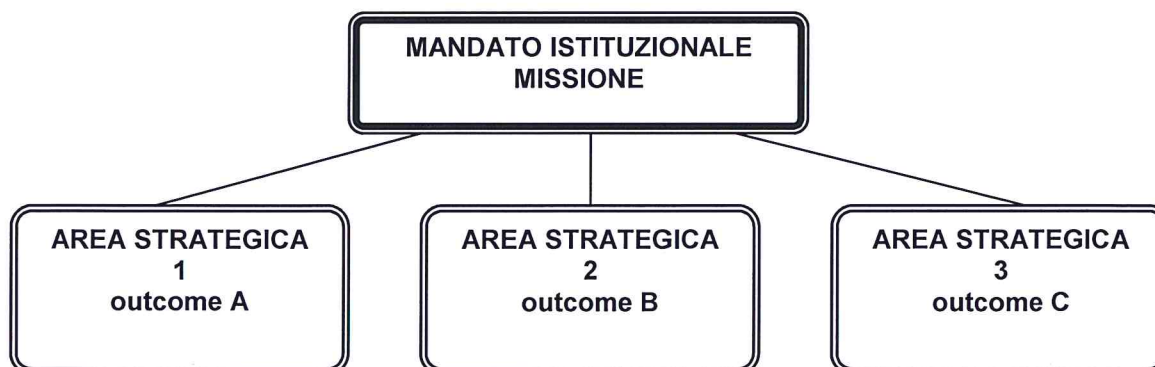 MANDATO ISTITUZIONALE
MISSIONE
AREA STRATEGICA
1
outcome A
AREA STRATEGICA
2
outcome B
AREA STRATEGICA
3
outcome C